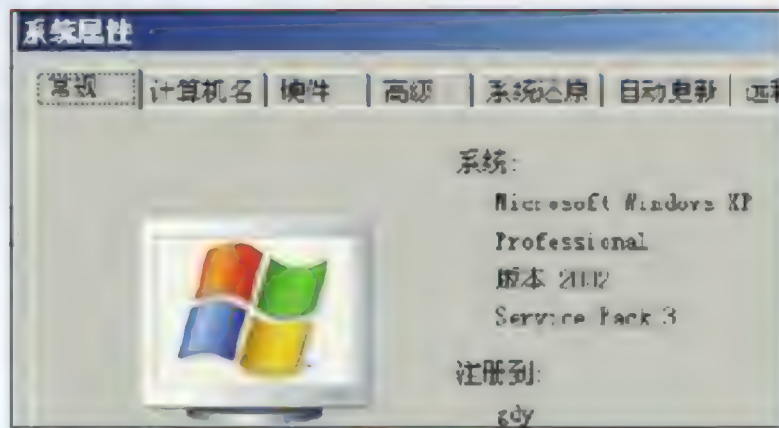 系统属性
常规 计算机名 硬件 高级 系统还原 自动更新 远程
系统:
Microsoft Windows XP
Professional
版本 2002
Service Pack 3
注册到:
gdy